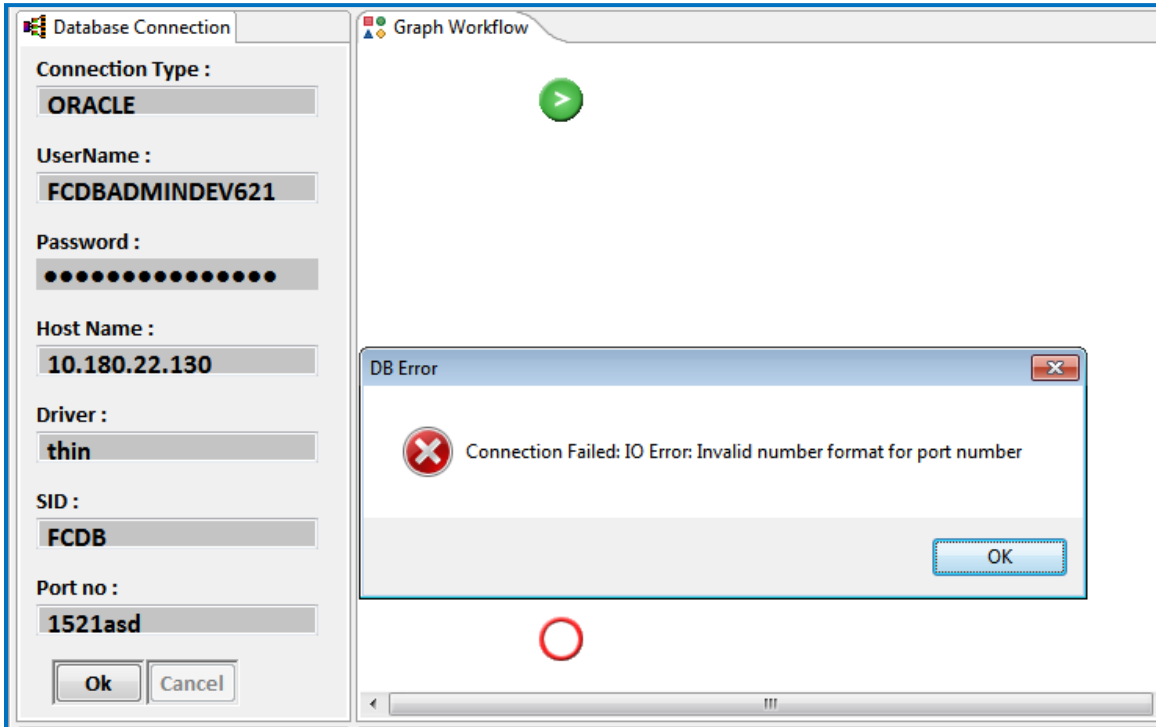 Database Connection
Connection Type :
ORACLE
UserName :
FCDBADMINDEV621
Password :
●●●●●●●●●●●●●●●
Host Name :
10.180.22.130
Driver :
thin
SID :
FCDB
Port no :
1521asd
Ok Cancel
Graph Workflow
DB Error
Connection Failed: IO Error: Invalid number format for port number
OK